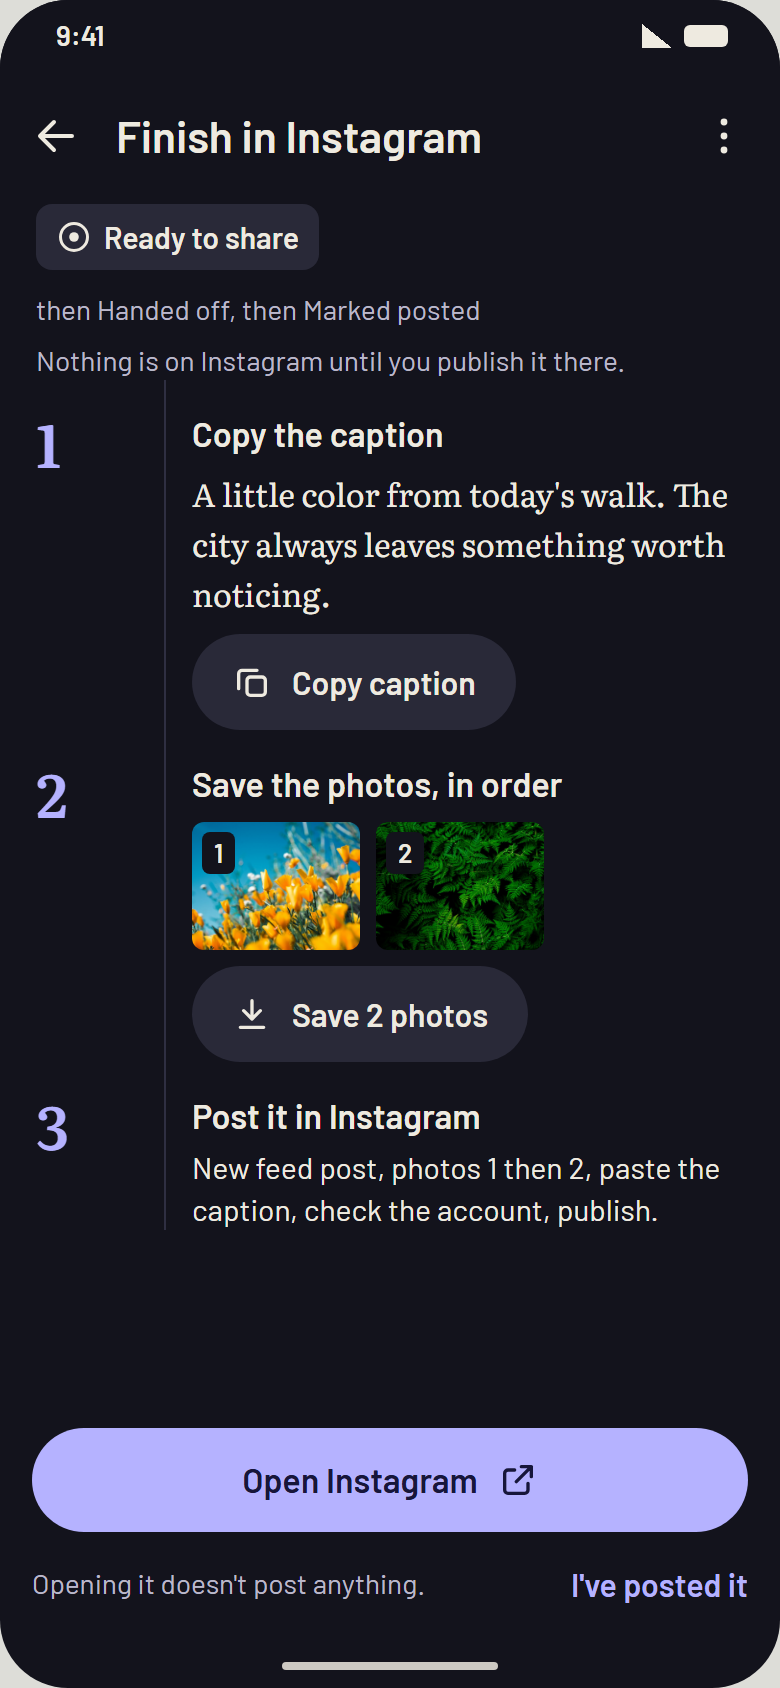 9:41
Finish in Instagram
Ready to share
then Handed off, then Marked posted
Nothing is on Instagram until you publish it there.
1
Copy the caption
A little color from today's walk. The
city always leaves something worth
noticing.
Copy caption
2
Save the photos, in order
1
2
Save 2 photos
3
Post it in Instagram
New feed post, photos 1 then 2, paste the
caption, check the account, publish.
Open Instagram
Opening it doesn't post anything.
I've posted it